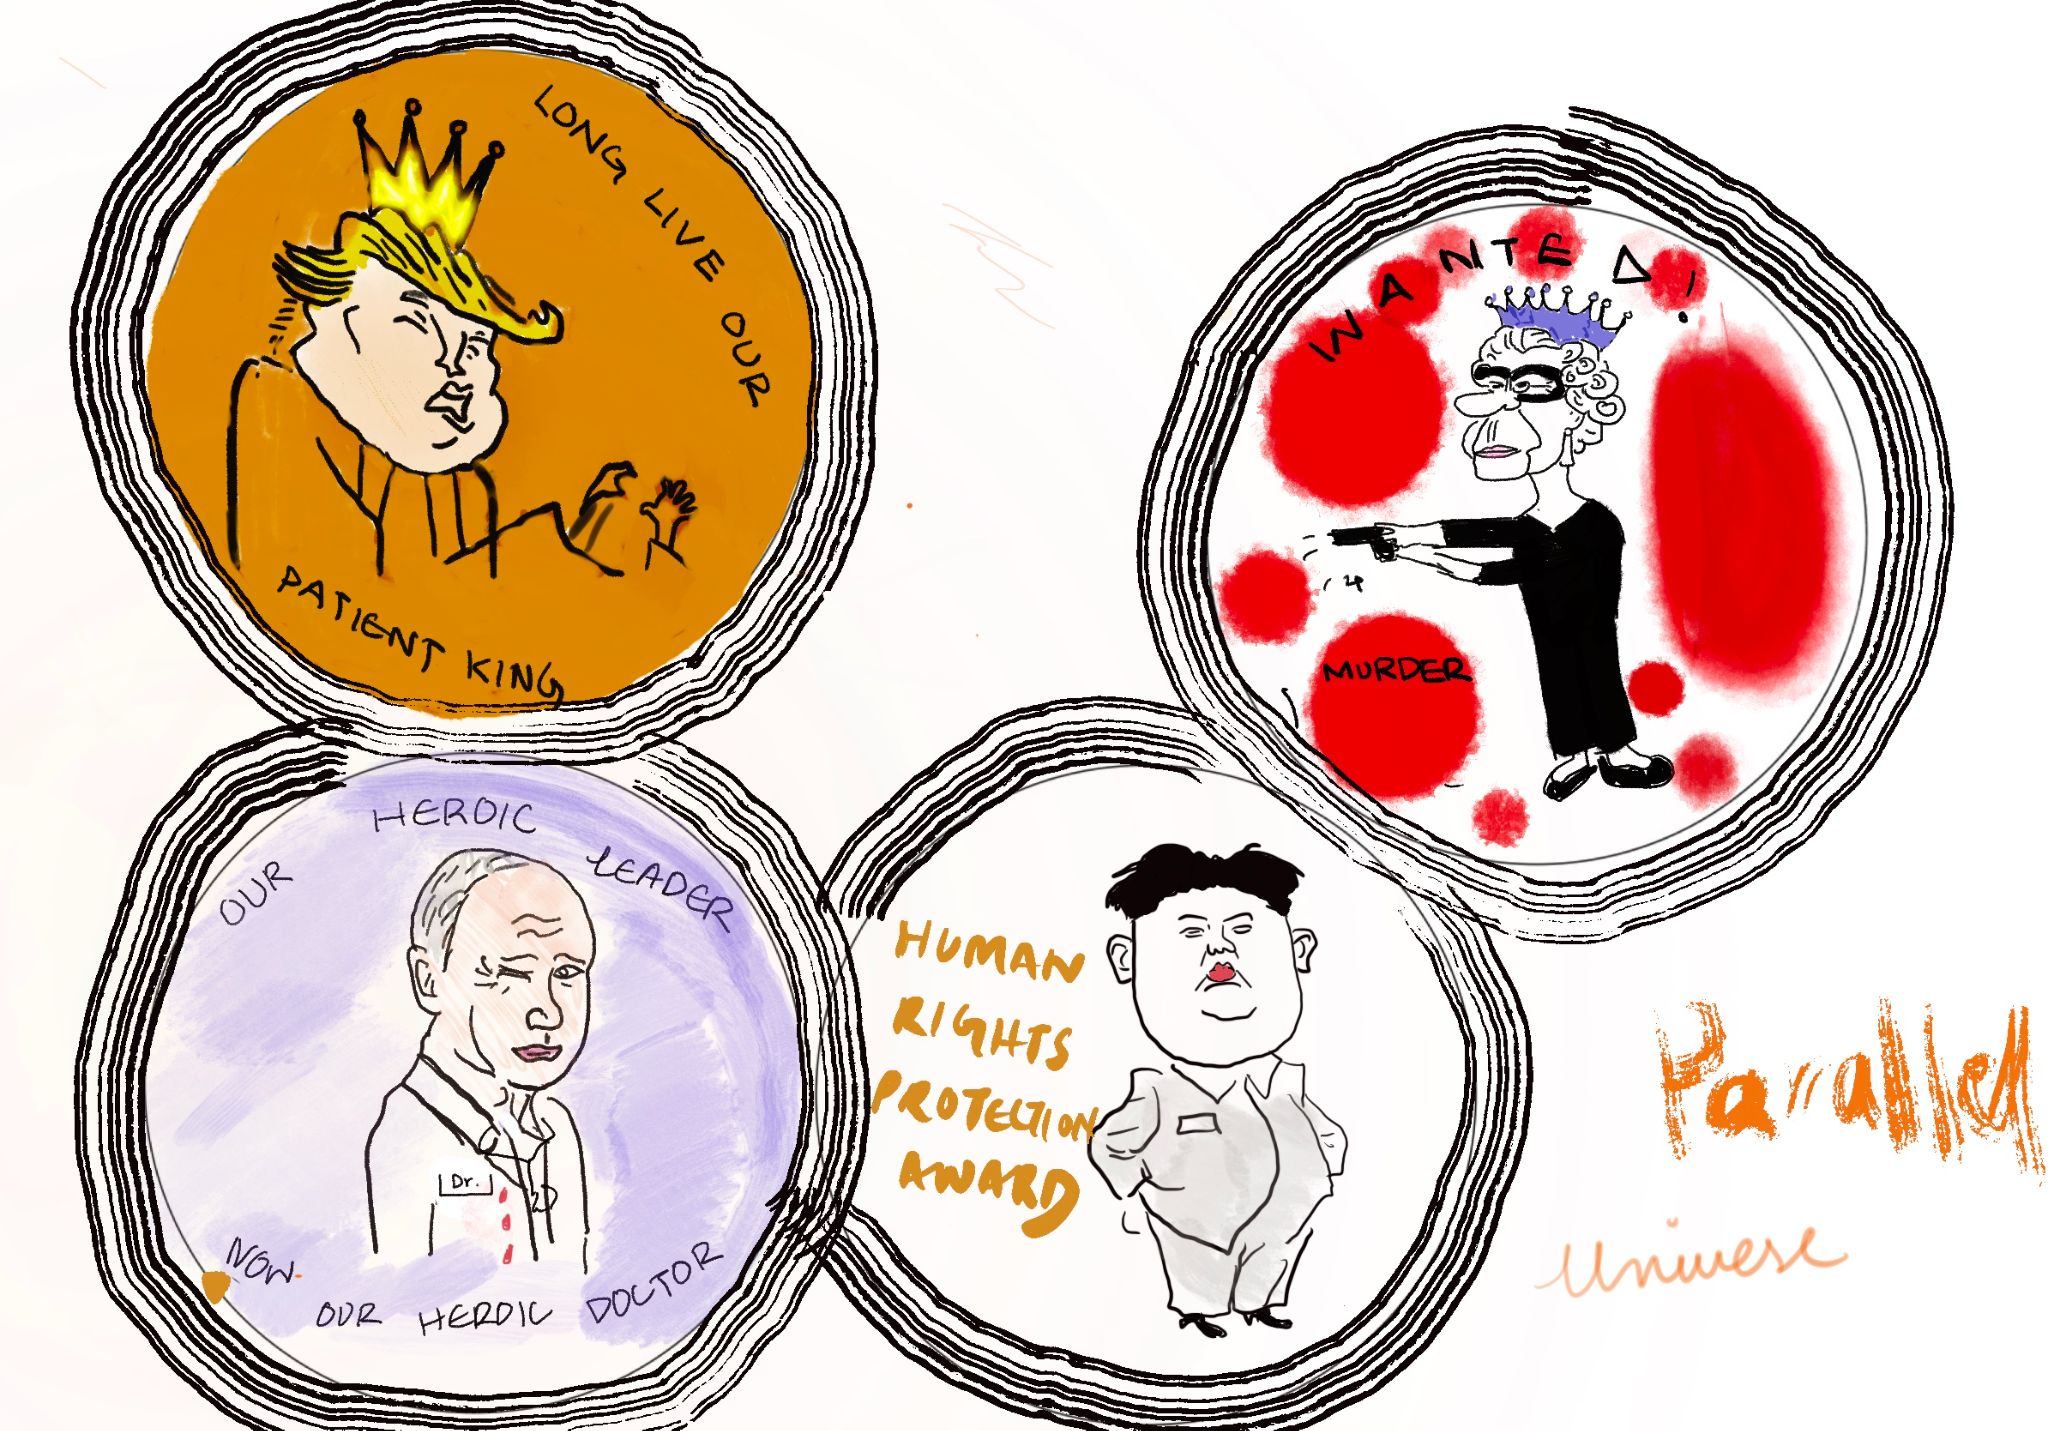 LONG LIVE OUR
PATIENT KING
WANTED!
MURDER
OUR HEROIC LEADER
Dr.
NOW
OUR HEROIC DOCTOR
HUMAN
RIGHTS
PROTECTION
AWARD
Parallel
Universe